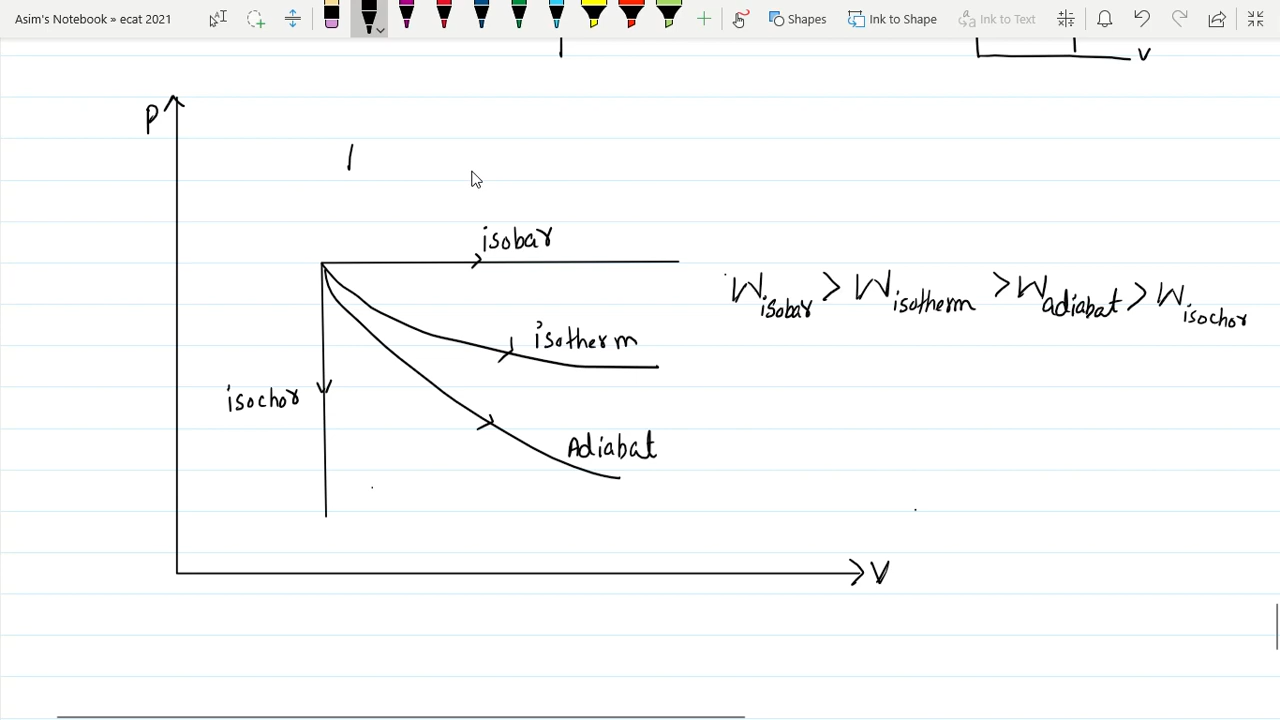 Asim's Notebook » ecat 2021
Shapes
Ink to Shape
Ink to Text
V
P
isobar
W isobar > W isotherm > W adiabat > W isochor
isotherm
isochor
Adiabat
V